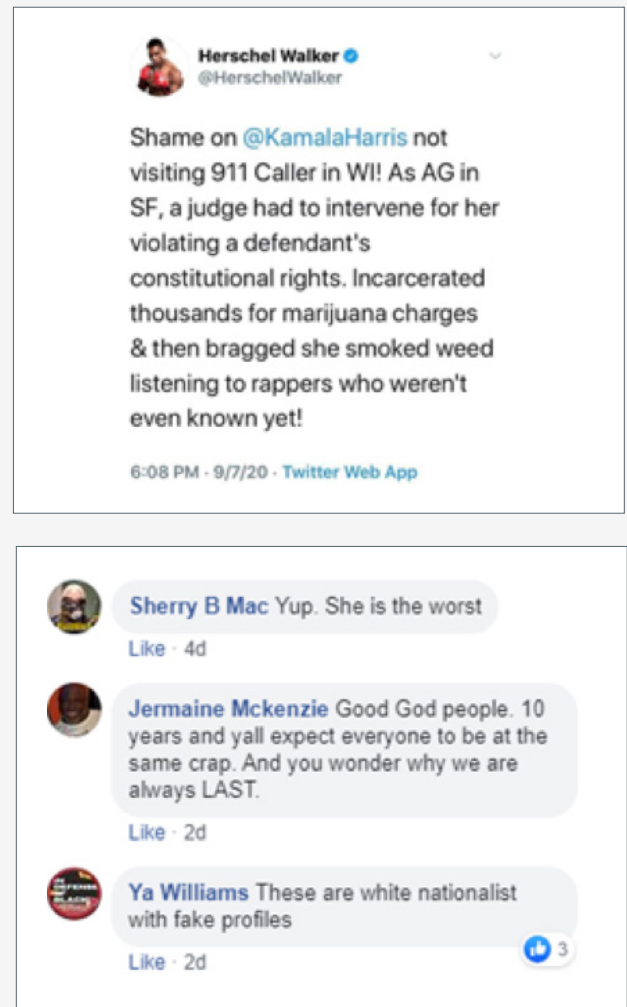 Herschel Walker
@HerschelWalker
Shame on @KamalaHarris not
visiting 911 Caller in WI! As AG in
SF, a judge had to intervene for her
violating a defendant's
constitutional rights. Incarcerated
thousands for marijuana charges
& then bragged she smoked weed
listening to rappers who weren't
even known yet!
6:08 PM · 9/7/20 · Twitter Web App
Sherry B Mac Yup. She is the worst
Like · 4d
Jermaine Mckenzie Good God people. 10
years and yall expect everyone to be at the
same crap. And you wonder why we are
always LAST.
Like · 2d
DEFENSE
BLACK
Ya Williams These are white nationalist
with fake profiles
3
Like · 2d